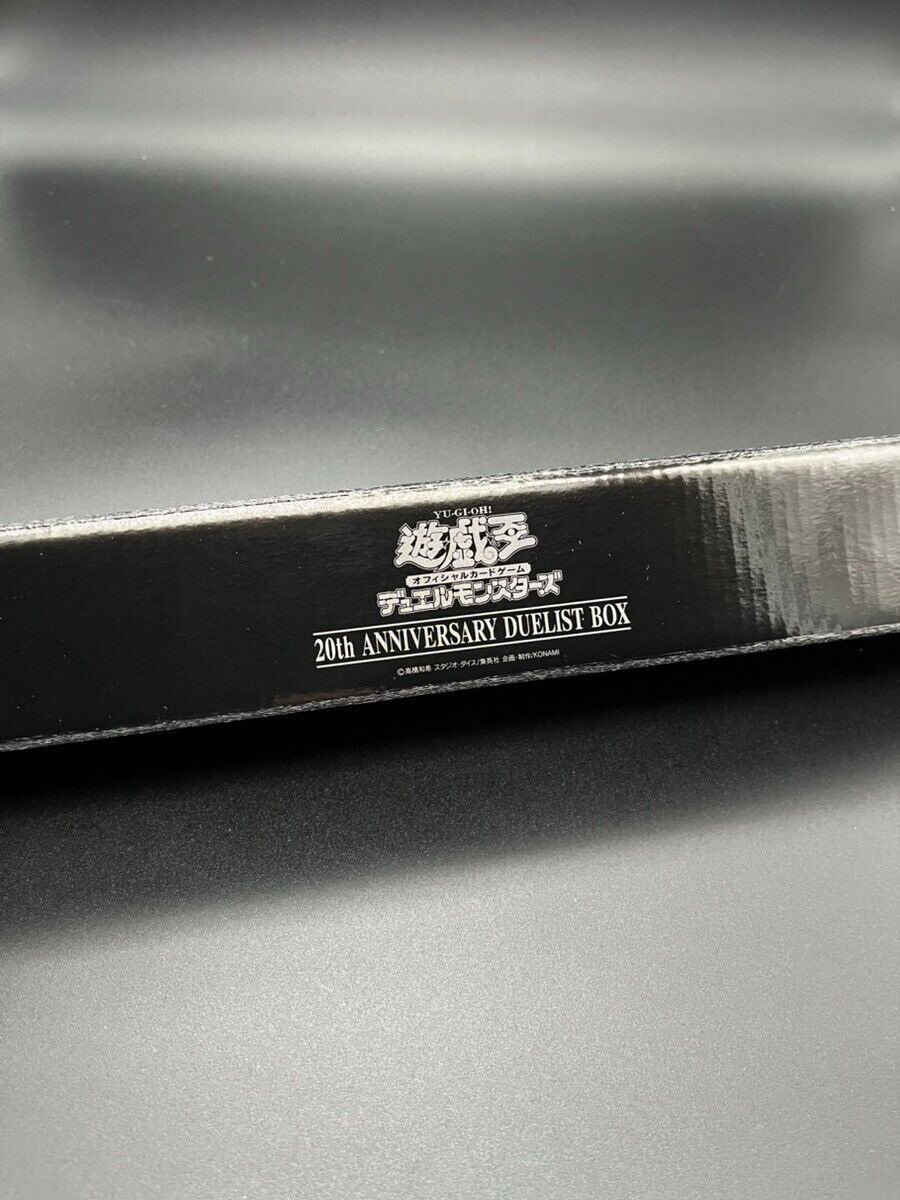 YU-GI-OH!
遊戯王
オフィシャルカードゲーム
デュエルモンスターズ
20th ANNIVERSARY DUELIST BOX
©高橋和希 スタジオ・ダイス/集英社 企画・制作/KONAMI